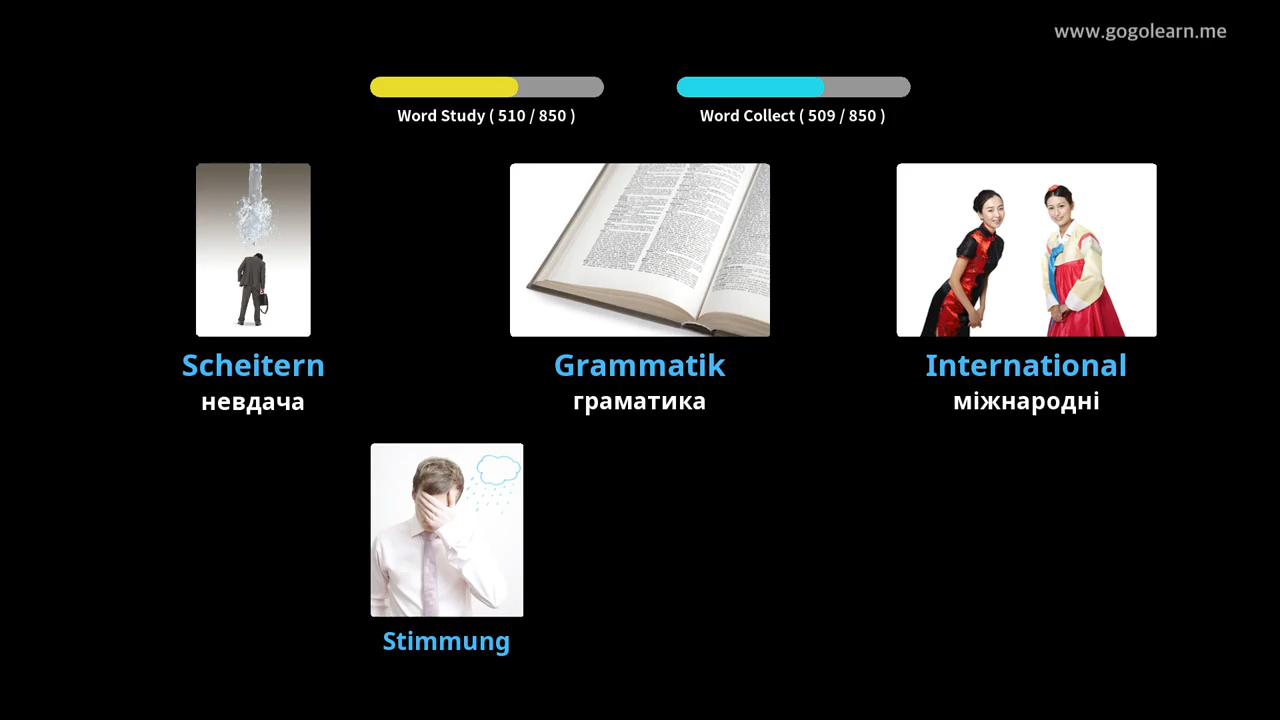 www.gogolearn.me
Word Study ( 510 / 850 )
Word Collect ( 509 / 850 )
Scheitern
Grammatik
International
невдача
граматика
міжнародні
Stimmung